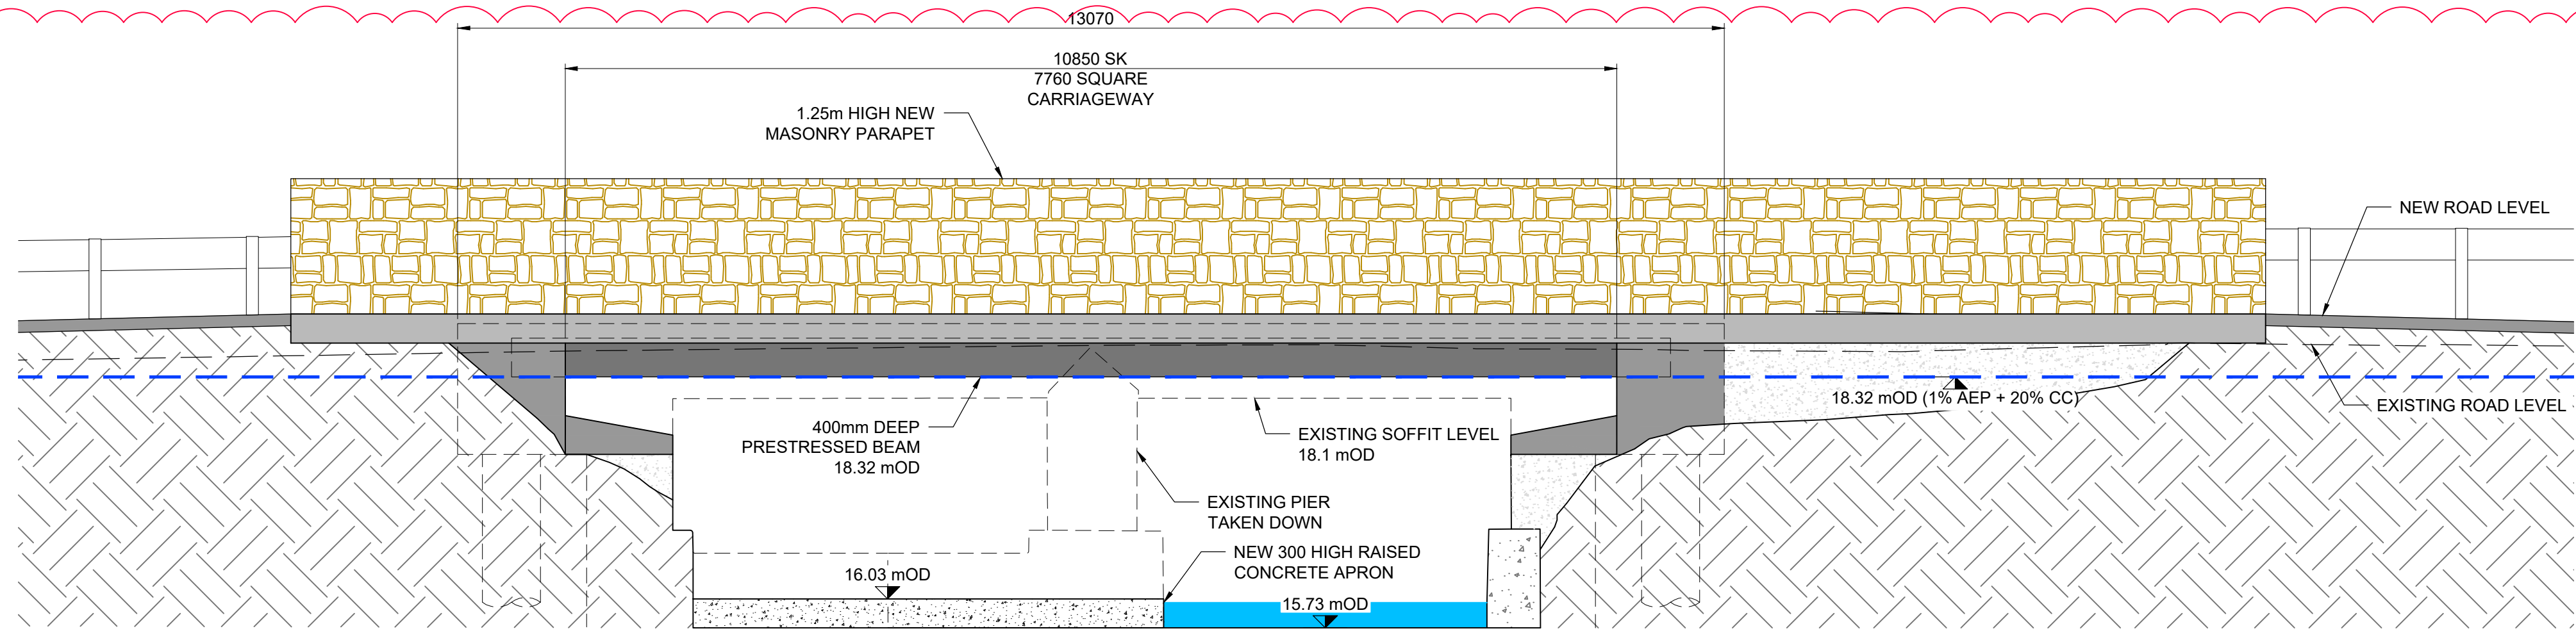 13070
10850 SK
7760 SQUARE
CARRIAGEWAY
1.25m HIGH NEW
MASONRY PARAPET
NEW ROAD LEVEL
18.32 mOD (1% AEP + 20% CC)
EXISTING ROAD LEVEL
400mm DEEP
PRESTRESSED BEAM
18.32 mOD
EXISTING SOFFIT LEVEL
18.1 mOD
EXISTING PIER
TAKEN DOWN
NEW 300 HIGH RAISED
CONCRETE APRON
16.03 mOD
15.73 mOD